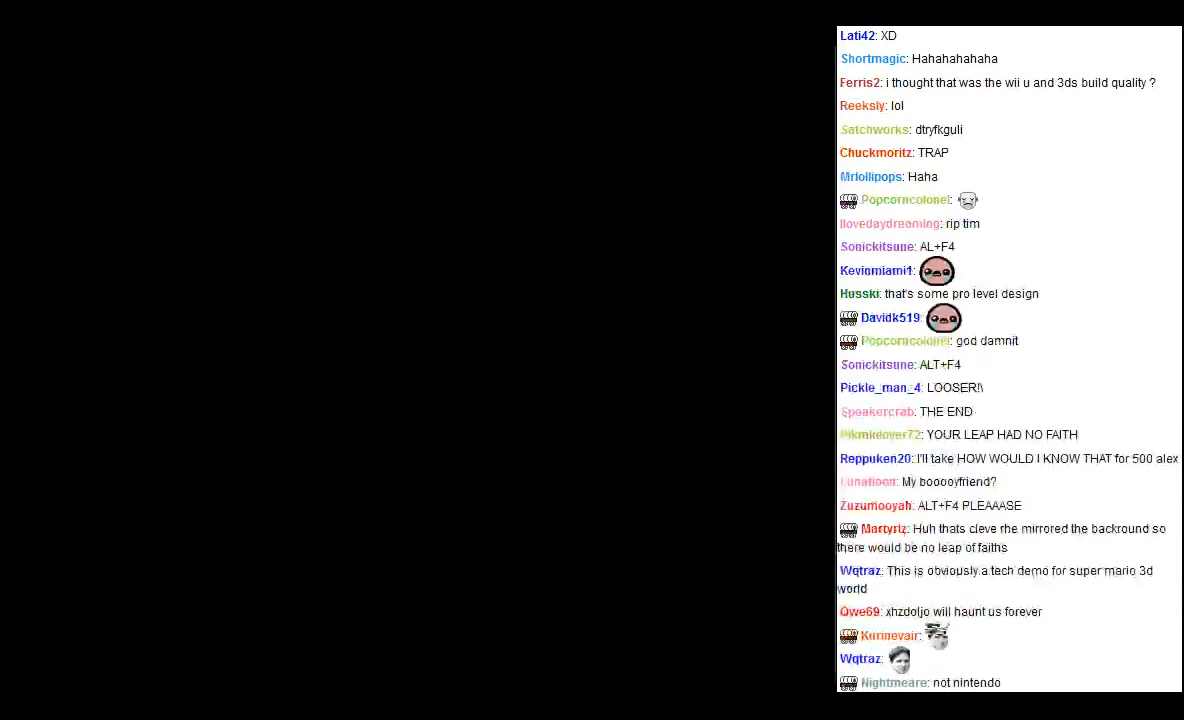 Lati42: XD
Shortmagic: Hahahahahaha
Ferris2: i thought that was the wii u and 3ds build quality ?
Reeksiy: lol
Satchworks: dtryfkguli
Chuckmoritz: TRAP
Mrlollipops: Haha
Popcorncolonel:
Ilovedaydreaming: rip tim
Sonickitsune: AL+F4
Kevinmiami1:
Husski: that's some pro level design
Davidk519:
Popcorncolonel: god damnit
Sonickitsune: ALT+F4
Pickle_man_4: LOOSER!\
Speakercrab: THE END
YOUR LEAP HAD NO FAITH
Reppuken20: I'll take HOW WOULD I KNOW THAT for 500 alex
My booooyfriend?
Zuzumooyah: ALT+F4 PLEAAASE
Martyriz: Huh thats cleve rhe mirrored the backround so
there would be no leap of faiths
Wqtraz: This is obviously a tech demo for super mario 3d
world
Qwe69: xhzdoljo will haunt us forever
Kurinevair:
Wqtraz:
Nightmeare: not nintendo